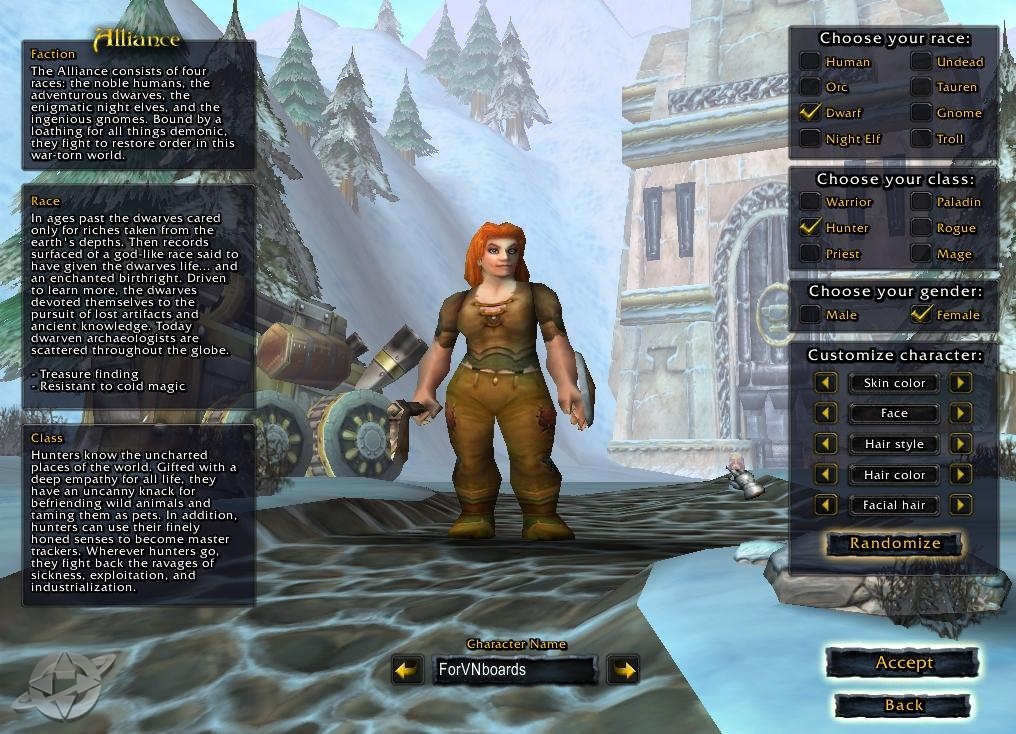 Alliance
Faction
The Alliance consists of four
races: the noble humans, the
adventurous dwarves, the
enigmatic night elves, and the
ingenious gnomes. Bound by a
loathing for all things demonic,
they fight to restore order in this
war-torn world.
Race
In ages past the dwarves cared
only for riches taken from the
earth's depths. Then records
surfaced of a god-like race said to
have given the dwarves life... and
an enchanted birthright. Driven
to learn more, the dwarves
devoted themselves to the
pursuit of lost artifacts and
ancient knowledge. Today
dwarven archaeologists are
scattered throughout the globe.
- Treasure finding
- Resistant to cold magic
Class
Hunters know the uncharted
places of the world. Gifted with a
deep empathy for all life, they
have an uncanny knack for
befriending wild animals and
taming them as pets. In addition,
hunters can use their finely
honed senses to become master
trackers. Wherever hunters go,
they fight back the ravages of
sickness, exploitation, and
industrialization.
Character Name
ForVNboards
Choose your race:
Human Undead
Orc Tauren
Dwarf Gnome
Night Elf Troll
Choose your class:
Warrior Paladin
Hunter Rogue
Priest Mage
Choose your gender:
Male Female
Customize character:
Skin color
Face
Hair style
Hair color
Facial hair
Randomize
Accept
Back